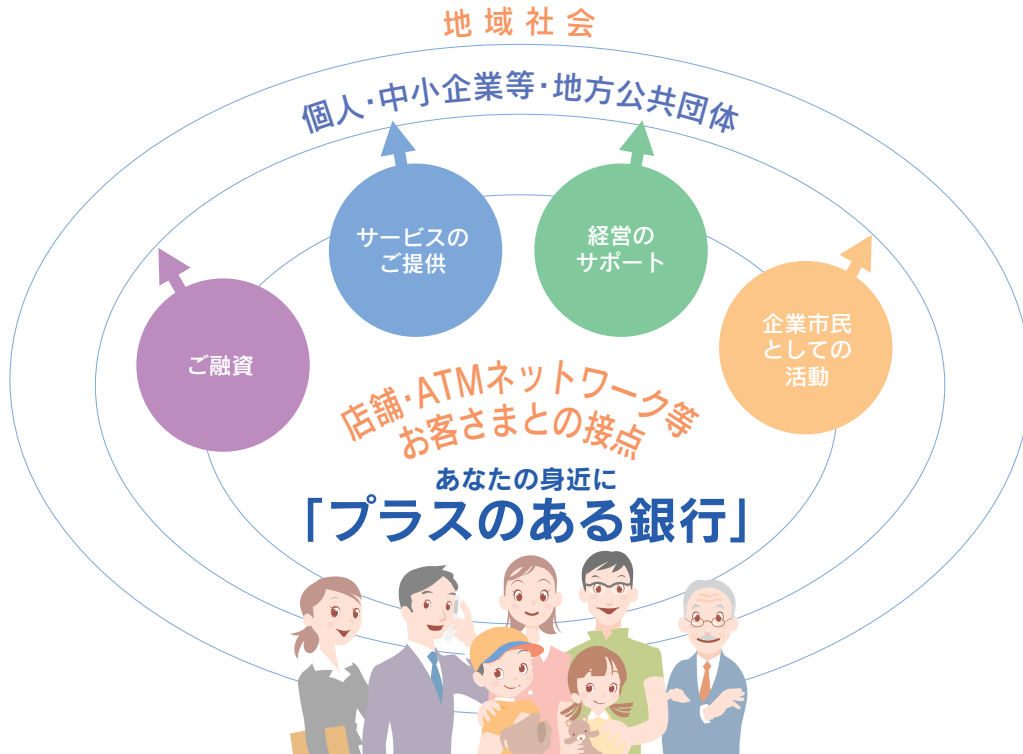 地域社会
個人・中小企業等・地方公共団体
サービスの
ご提供
経営の
サポート
ご融資
企業市民
としての
活動
店舗・ATMネットワーク等
お客さまとの接点
あなたの身近に
「プラスのある銀行」